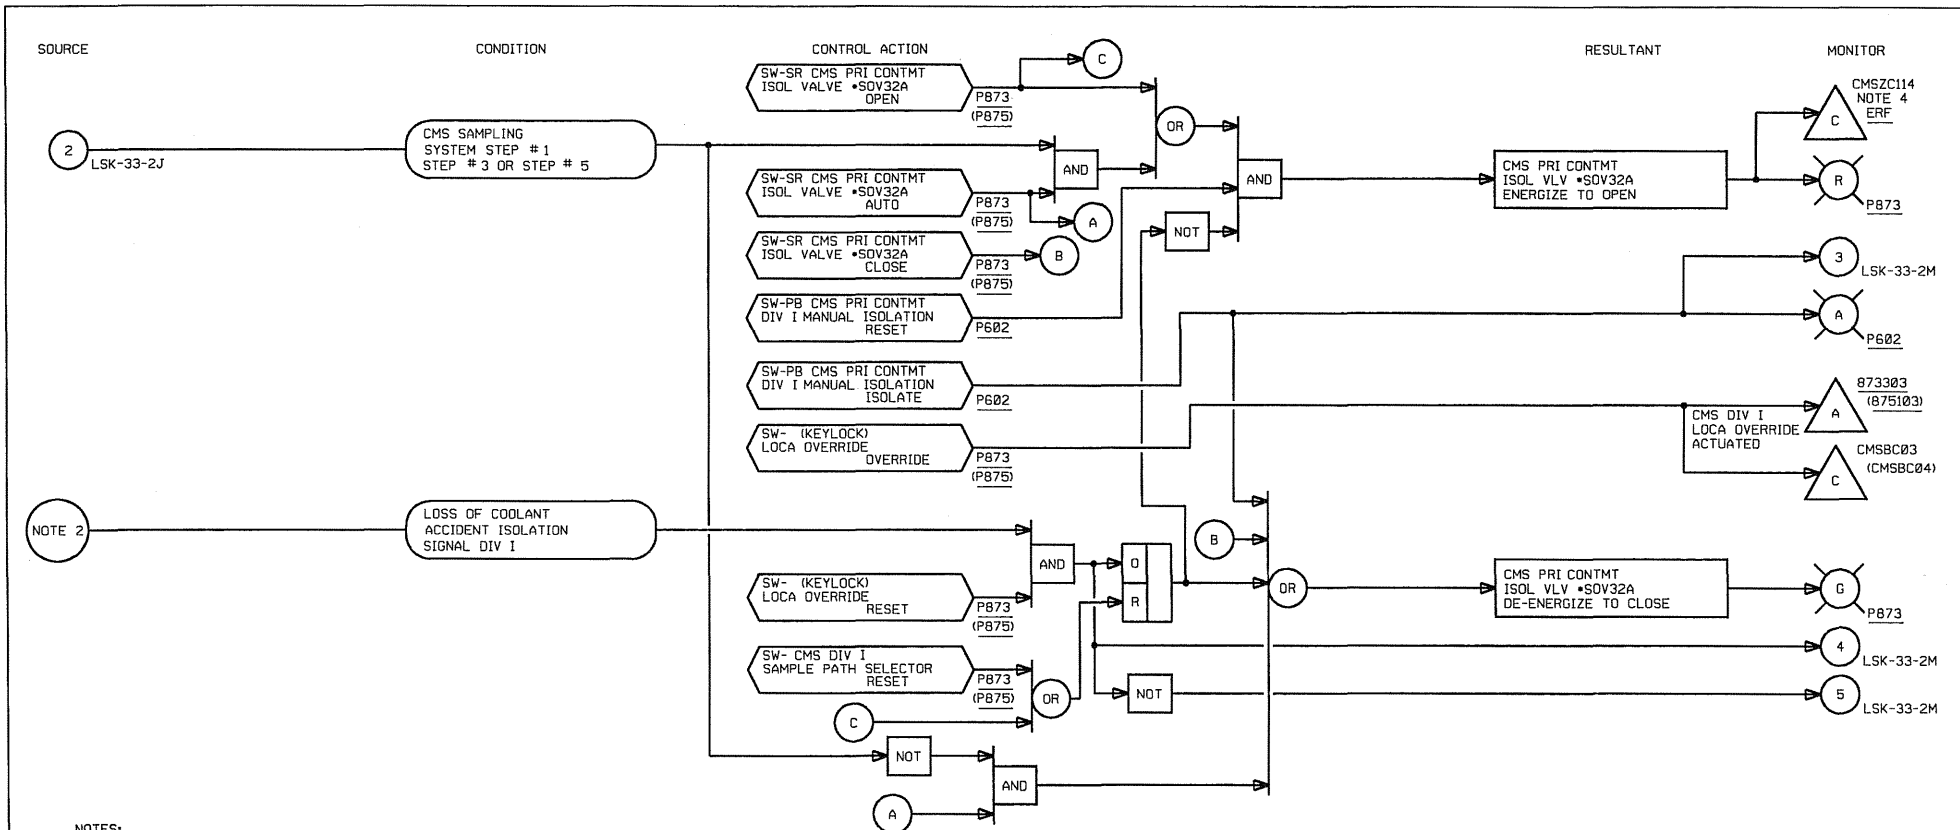 SOURCE
CONDITION
CONTROL ACTION
RESULTANT
MONITOR
SW-SR CMS PRI CONTMT
ISOL VALVE *SOV32A
OPEN
P873
(P875)
C
OR
CMSZC114
NOTE 4
ERF
C
2
LSK-33-2J
CMS SAMPLING
SYSTEM STEP #1
STEP #3 OR STEP # 5
AND
SW-SR CMS PRI CONTMT
ISOL VALVE *SOV32A
AUTO
P873
(P875)
A
AND
NOT
CMS PRI CONTMT
ISOL VLV *SOV32A
ENERGIZE TO OPEN
R
P873
SW-SR CMS PRI CONTMT
ISOL VALVE *SOV32A
CLOSE
P873
(P875)
B
3
LSK-33-2M
SW-PB CMS PRI CONTMT
DIV I MANUAL ISOLATION
RESET
P602
A
P602
SW-PB CMS PRI CONTMT
DIV I MANUAL ISOLATION
ISOLATE
P602
SW- (KEYLOCK)
LOCA OVERRIDE
OVERRIDE
P873
(P875)
CMS DIV I
LOCA OVERRIDE
ACTUATED
A
873303
(875103)
C
CMSBC03
(CMSBC04)
NOTE 2
LOSS OF COOLANT
ACCIDENT ISOLATION
SIGNAL DIV I
AND
O
R
B
OR
SW- (KEYLOCK)
LOCA OVERRIDE
RESET
P873
(P875)
CMS PRI CONTMT
ISOL VLV *SOV32A
DE-ENERGIZE TO CLOSE
G
P873
SW- CMS DIV I
SAMPLE PATH SELECTOR
RESET
P873
(P875)
OR
C
4
LSK-33-2M
NOT
5
LSK-33-2M
NOT
AND
A
NOTES: